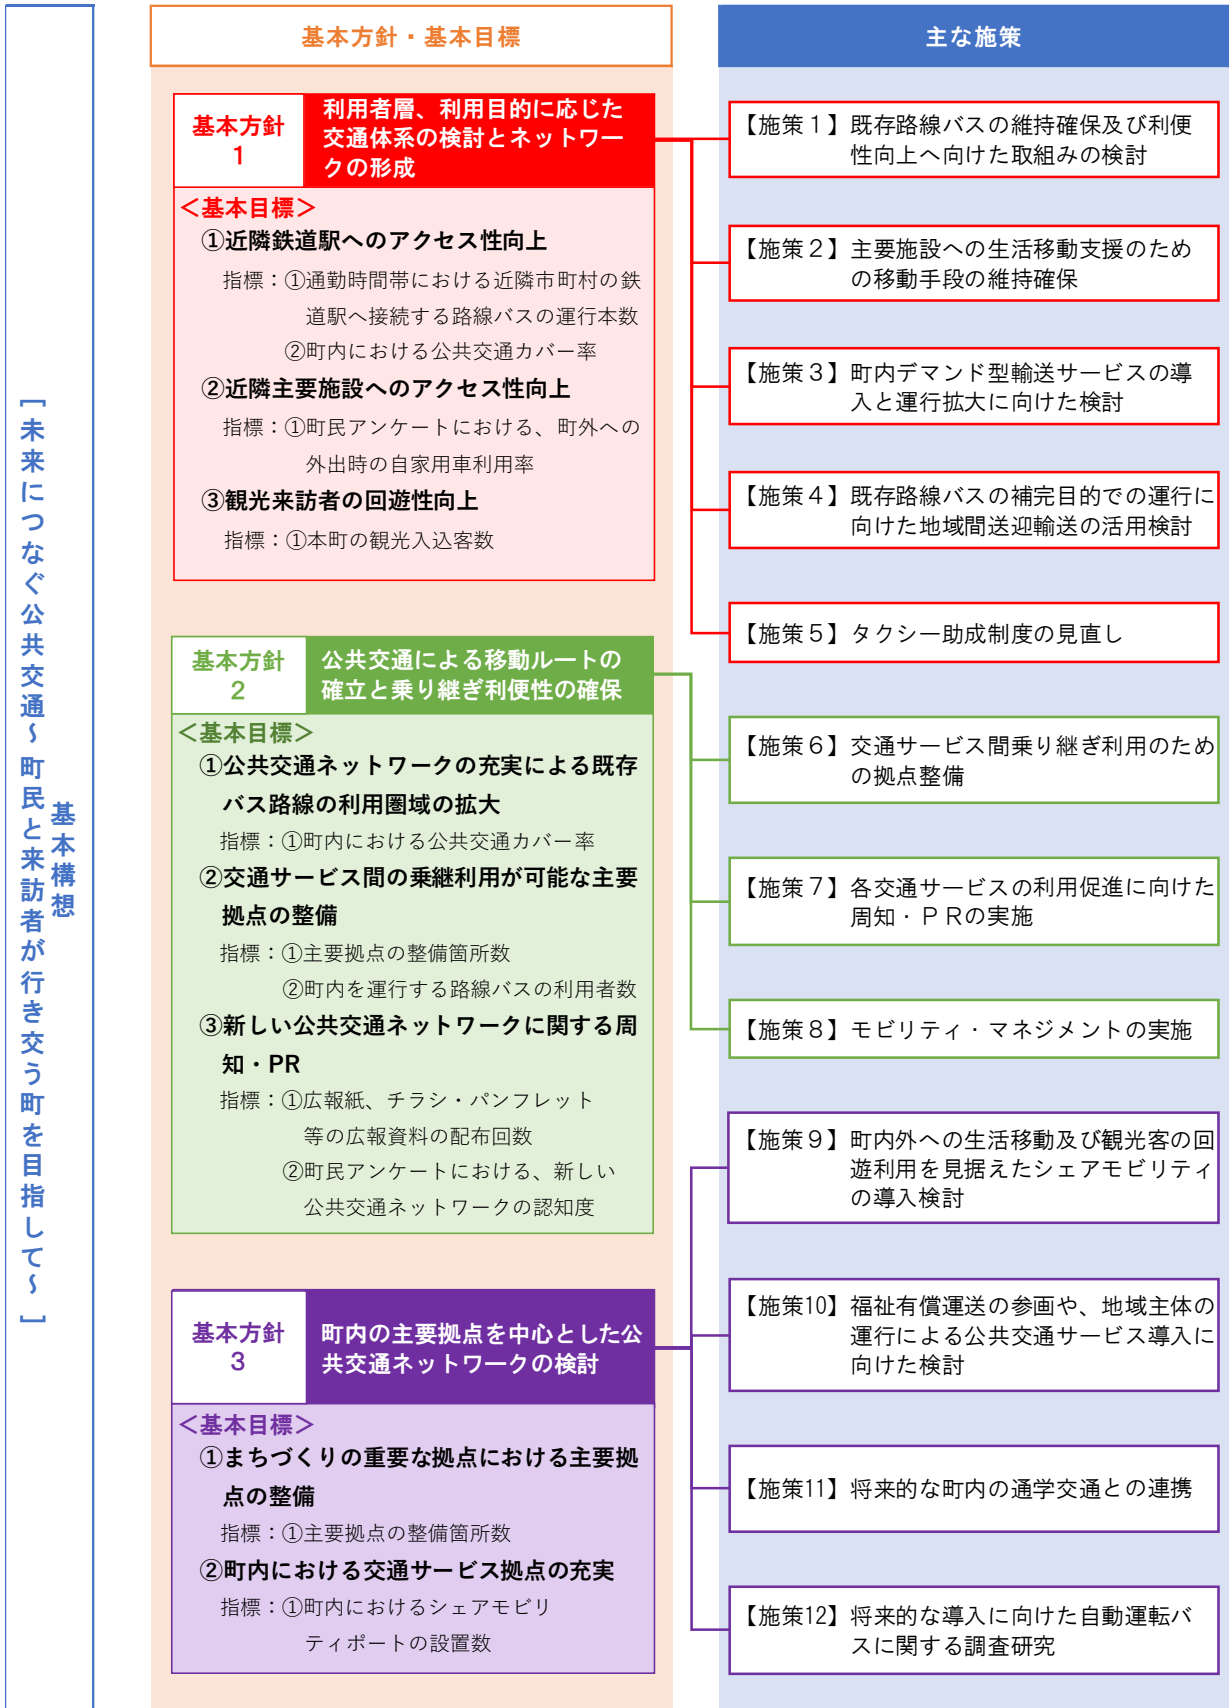 基本構想
[未来につなぐ公共交通～町民と来訪者が行き交う町を目指して～]
基本方針・基本目標
基本方針
1
利用者層、利用目的に応じた
交通体系の検討とネットワー
クの形成
＜基本目標＞
①近隣鉄道駅へのアクセス性向上
指標：①通勤時間帯における近隣市町村の鉄
道駅へ接続する路線バスの運行本数
②町内における公共交通カバー率
②近隣主要施設へのアクセス性向上
指標：①町民アンケートにおける、町外への
外出時の自家用車利用率
③観光来訪者の回遊性向上
指標：①本町の観光入込客数
基本方針
2
公共交通による移動ルートの
確立と乗り継ぎ利便性の確保
＜基本目標＞
①公共交通ネットワークの充実による既存
バス路線の利用圏域の拡大
指標：①町内における公共交通カバー率
②交通サービス間の乗継利用が可能な主要
拠点の整備
指標：①主要拠点の整備箇所数
②町内を運行する路線バスの利用者数
③新しい公共交通ネットワークに関する周
知・PR
指標：①広報紙、チラシ・パンフレット
等の広報資料の配布回数
②町民アンケートにおける、新しい
公共交通ネットワークの認知度
基本方針
3
町内の主要拠点を中心とした公
共交通ネットワークの検討
＜基本目標＞
①まちづくりの重要な拠点における主要拠
点の整備
指標：①主要拠点の整備箇所数
②町内における交通サービス拠点の充実
指標：①町内におけるシェアモビリ
ティポートの設置数
主な施策
【施策１】既存路線バスの維持確保及び利便
性向上へ向けた取組みの検討
【施策２】主要施設への生活移動支援のため
の移動手段の維持確保
【施策３】町内デマンド型輸送サービスの導
入と運行拡大に向けた検討
【施策４】既存路線バスの補完目的での運行に
向けた地域間送迎輸送の活用検討
【施策５】タクシー助成制度の見直し
【施策６】交通サービス間乗り継ぎ利用のため
の拠点整備
【施策７】各交通サービスの利用促進に向けた
周知・ＰＲの実施
【施策８】モビリティ・マネジメントの実施
【施策９】町内外への生活移動及び観光客の回
遊利用を見据えたシェアモビリティ
の導入検討
【施策10】福祉有償運送の参画や、地域主体の
運行による公共交通サービス導入に
向けた検討
【施策11】将来的な町内の通学交通との連携
【施策12】将来的な導入に向けた自動運転バ
スに関する調査研究